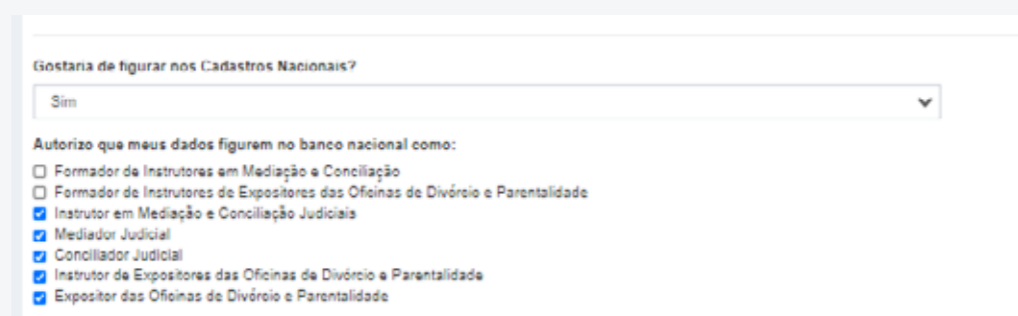 Gostaria de figurar nos Cadastros Nacionais?
Sim
Autorizo que meus dados figurem no banco nacional como:
Formador de Instrutores em Mediação e Conciliação
Formador de Instrutores de Expositores das Oficinas de Divórcio e Parentalidade
Instrutor em Mediação e Conciliação Judiciais
Mediador Judicial
Conciliador Judicial
Instrutor de Expositores das Oficinas de Divórcio e Parentalidade
Expositor das Oficinas de Divórcio e Parentalidade